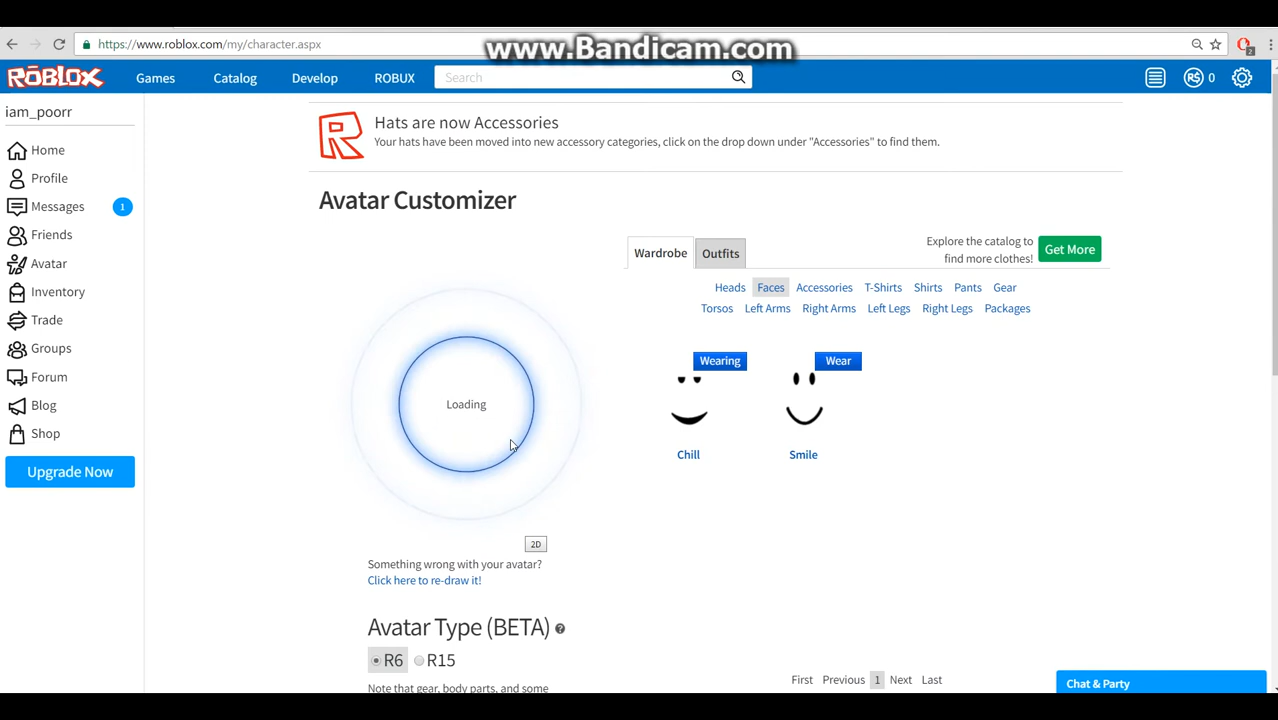 https://www.roblox.com/my/character.aspx
www.Bandicam.com
2
ROBLOX
Games
Catalog
Develop
ROBUX
Search
R$ 0
iam_poorr
Home
Profile
Messages 1
Friends
Avatar
Inventory
Trade
Groups
Forum
Blog
Shop
Upgrade Now
R
Hats are now Accessories
Your hats have been moved into new accessory categories, click on the drop down under "Accessories" to find them.
Avatar Customizer
Loading
2D
Something wrong with your avatar?
Click here to re-draw it!
Avatar Type (BETA) ?
R6 R15
Note that gear, body parts, and some
Wardrobe Outfits
Explore the catalog to
find more clothes!
Get More
Heads Faces Accessories T-Shirts Shirts Pants Gear
Torsos Left Arms Right Arms Left Legs Right Legs Packages
Wearing
Wear
Chill
Smile
First Previous 1 Next Last
Chat & Party